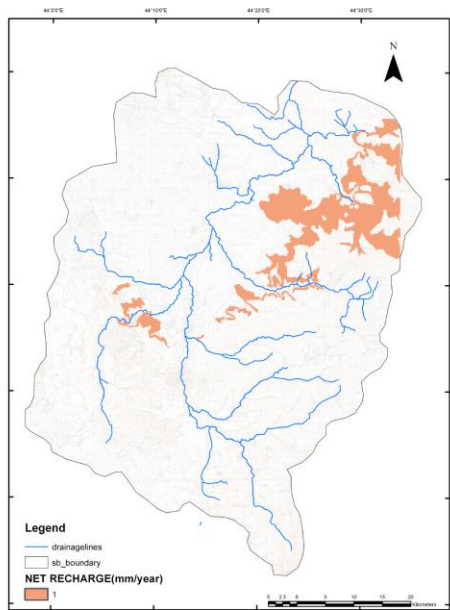 44°0'0"E 44°10'0"E 44°20'0"E 44°30'0"E
N
Legend
drainagelines
sb_boundary
NET RECHARGE(mm/year)
1
5 2.5 0 5 10 15 20
Kilometers